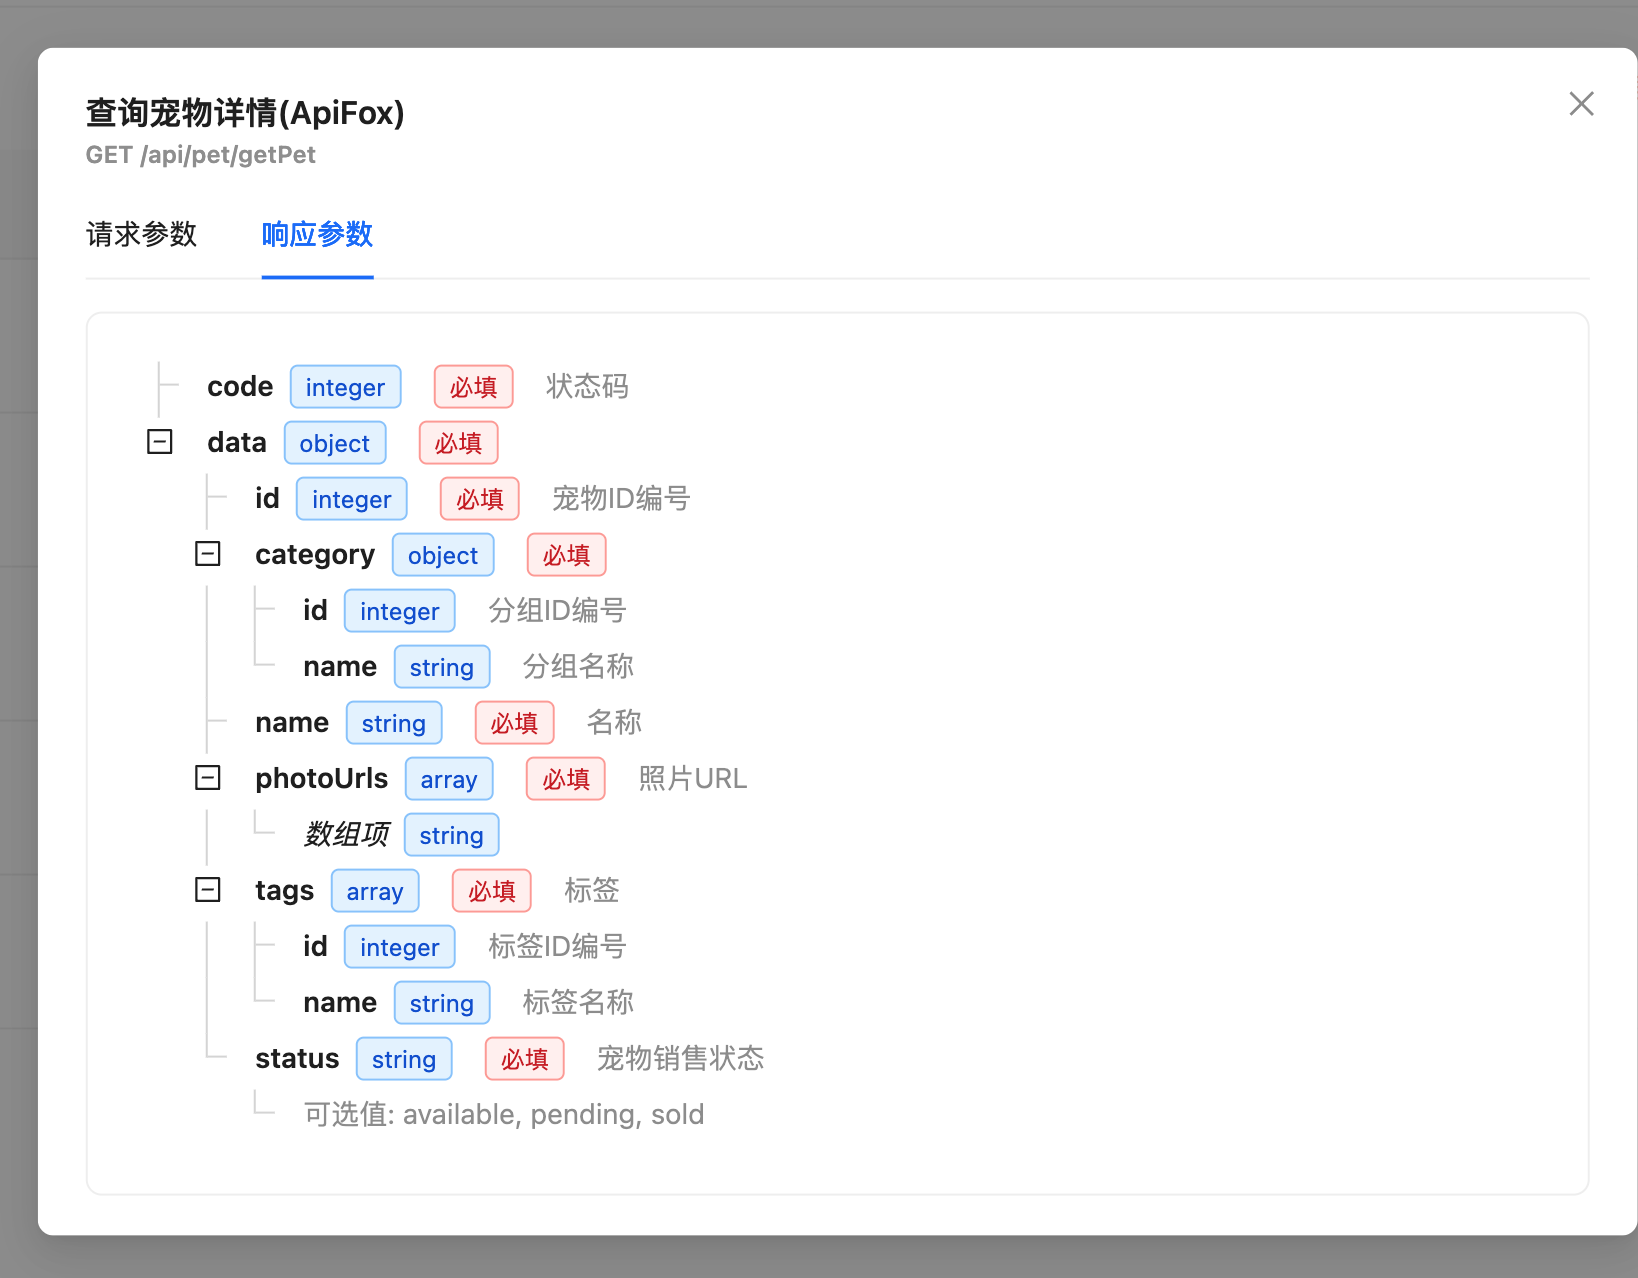 查询宠物详情(ApiFox)
GET /api/pet/getPet
请求参数 响应参数
code integer 必填 状态码
data object 必填
id integer 必填 宠物ID编号
category object 必填
id integer 分组ID编号
name string 分组名称
name string 必填 名称
photoUrls array 必填 照片URL
数组项 string
tags array 必填 标签
id integer 标签ID编号
name string 标签名称
status string 必填 宠物销售状态
可选值: available, pending, sold